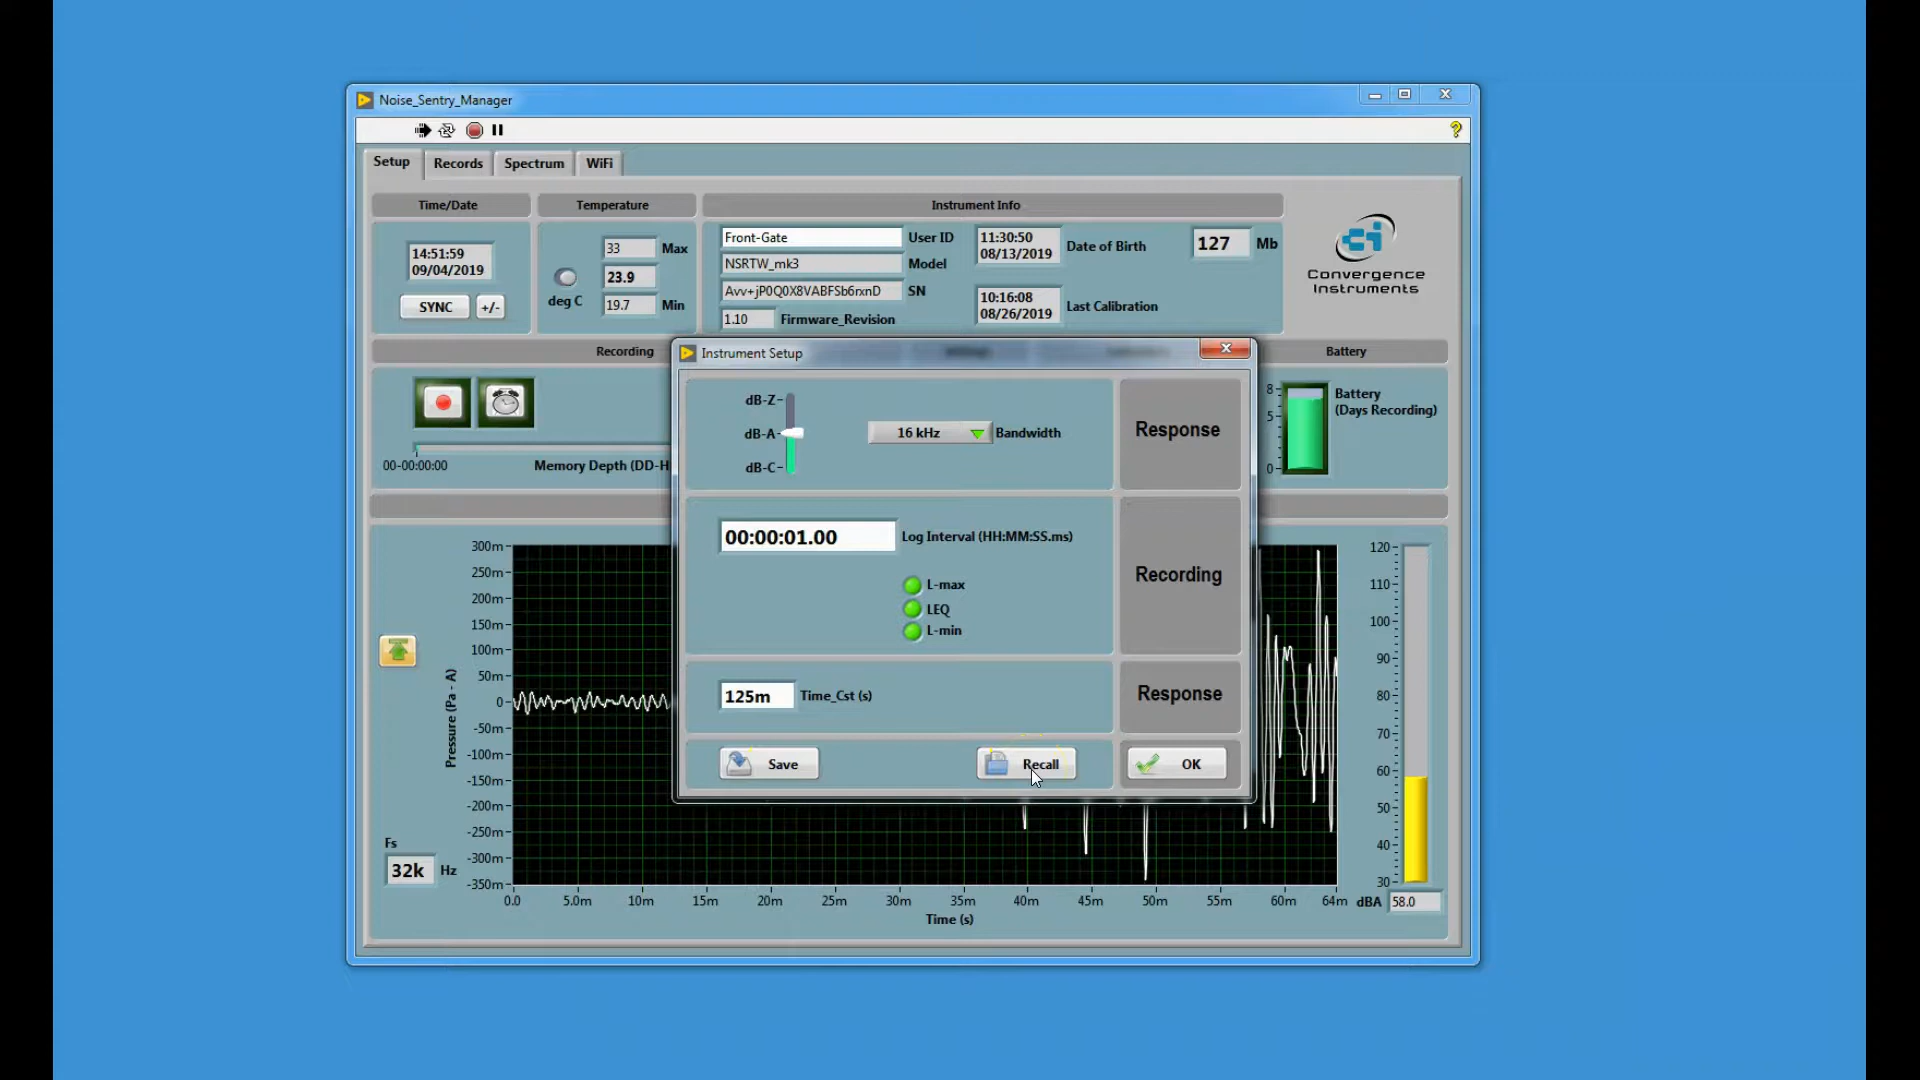 Noise_Sentry_Manager
?
Setup Records Spectrum WiFi
Time/Date Temperature Instrument Info
14:51:59
09/04/2019
SYNC +/-
33 Max
23.9
deg C
19.7 Min
Front-Gate User ID
NSRTW_mk3 Model
SN
1.10 Firmware_Revision
11:30:50
08/13/2019
Date of Birth
127 Mb
10:16:08
08/26/2019
Last Calibration
Convergence
Instruments
Recording
Battery
00-00:00:00 Memory Depth (DD-H
8
5
0
Battery
(Days Recording)
Instrument Setup
dB-Z
dB-A
dB-C
16 kHz Bandwidth
Response
00:00:01.00 Log Interval (HH:MM:SS.ms)
L-max
LEQ
L-min
Recording
125m Time_Cst (s)
Response
Save Recall OK
Pressure (Pa - A)
300m
250m
200m
150m
100m
50m
0
-50m
-100m
-150m
-200m
-250m
-300m
-350m
0.0 5.0m 10m 15m 20m 25m 30m 35m 40m 45m 50m 55m 60m 64m
Time (s)
Fs
32k Hz
120
110
100
90
80
70
60
50
40
30
dBA 58.0